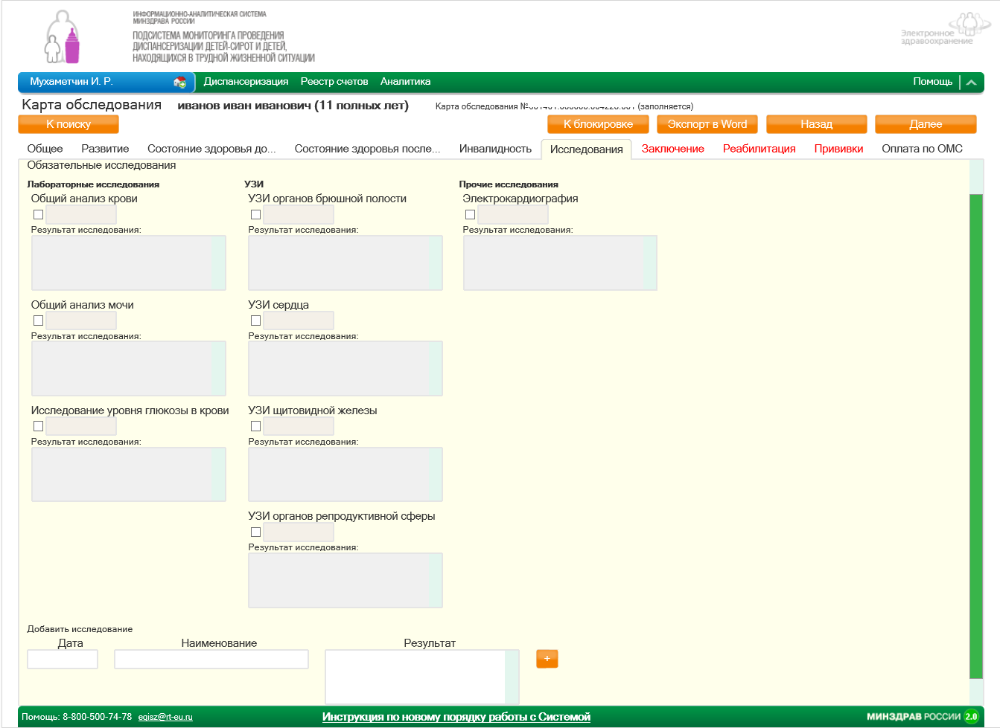 ИНФОРМАЦИОННО-АНАЛИТИЧЕСКАЯ СИСТЕМА
МИНЗДРАВА РОССИИ
ПОДСИСТЕМА МОНИТОРИНГА ПРОВЕДЕНИЯ
ДИСПАНСЕРИЗАЦИИ ДЕТЕЙ-СИРОТ И ДЕТЕЙ,
НАХОДЯЩИХСЯ В ТРУДНОЙ ЖИЗНЕННОЙ СИТУАЦИИ
Электронное
здравоохранение
Мухаметчин И. Р. Диспансеризация Реестр счетов Аналитика Помощь
Карта обследования иванов иван иванович (11 полных лет) Карта обследования № (заполняется)
К поиску К блокировке Экспорт в Word Назад Далее
Общее Развитие Состояние здоровья до... Состояние здоровья после... Инвалидность Исследования Заключение Реабилитация Прививки Оплата по ОМС
Обязательные исследования
Лабораторные исследования УЗИ Прочие исследования
Общий анализ крови УЗИ органов брюшной полости Электрокардиография
Результат исследования: Результат исследования: Результат исследования:
Общий анализ мочи УЗИ сердца
Результат исследования: Результат исследования:
Исследование уровня глюкозы в крови УЗИ щитовидной железы
Результат исследования: Результат исследования:
УЗИ органов репродуктивной сферы
Результат исследования:
Добавить исследование
Дата Наименование Результат
+
Помощь: 8-800-500-74-78 egisz@rt-eu.ru Инструкция по новому порядку работы с Системой МИНЗДРАВ РОССИИ 2.0